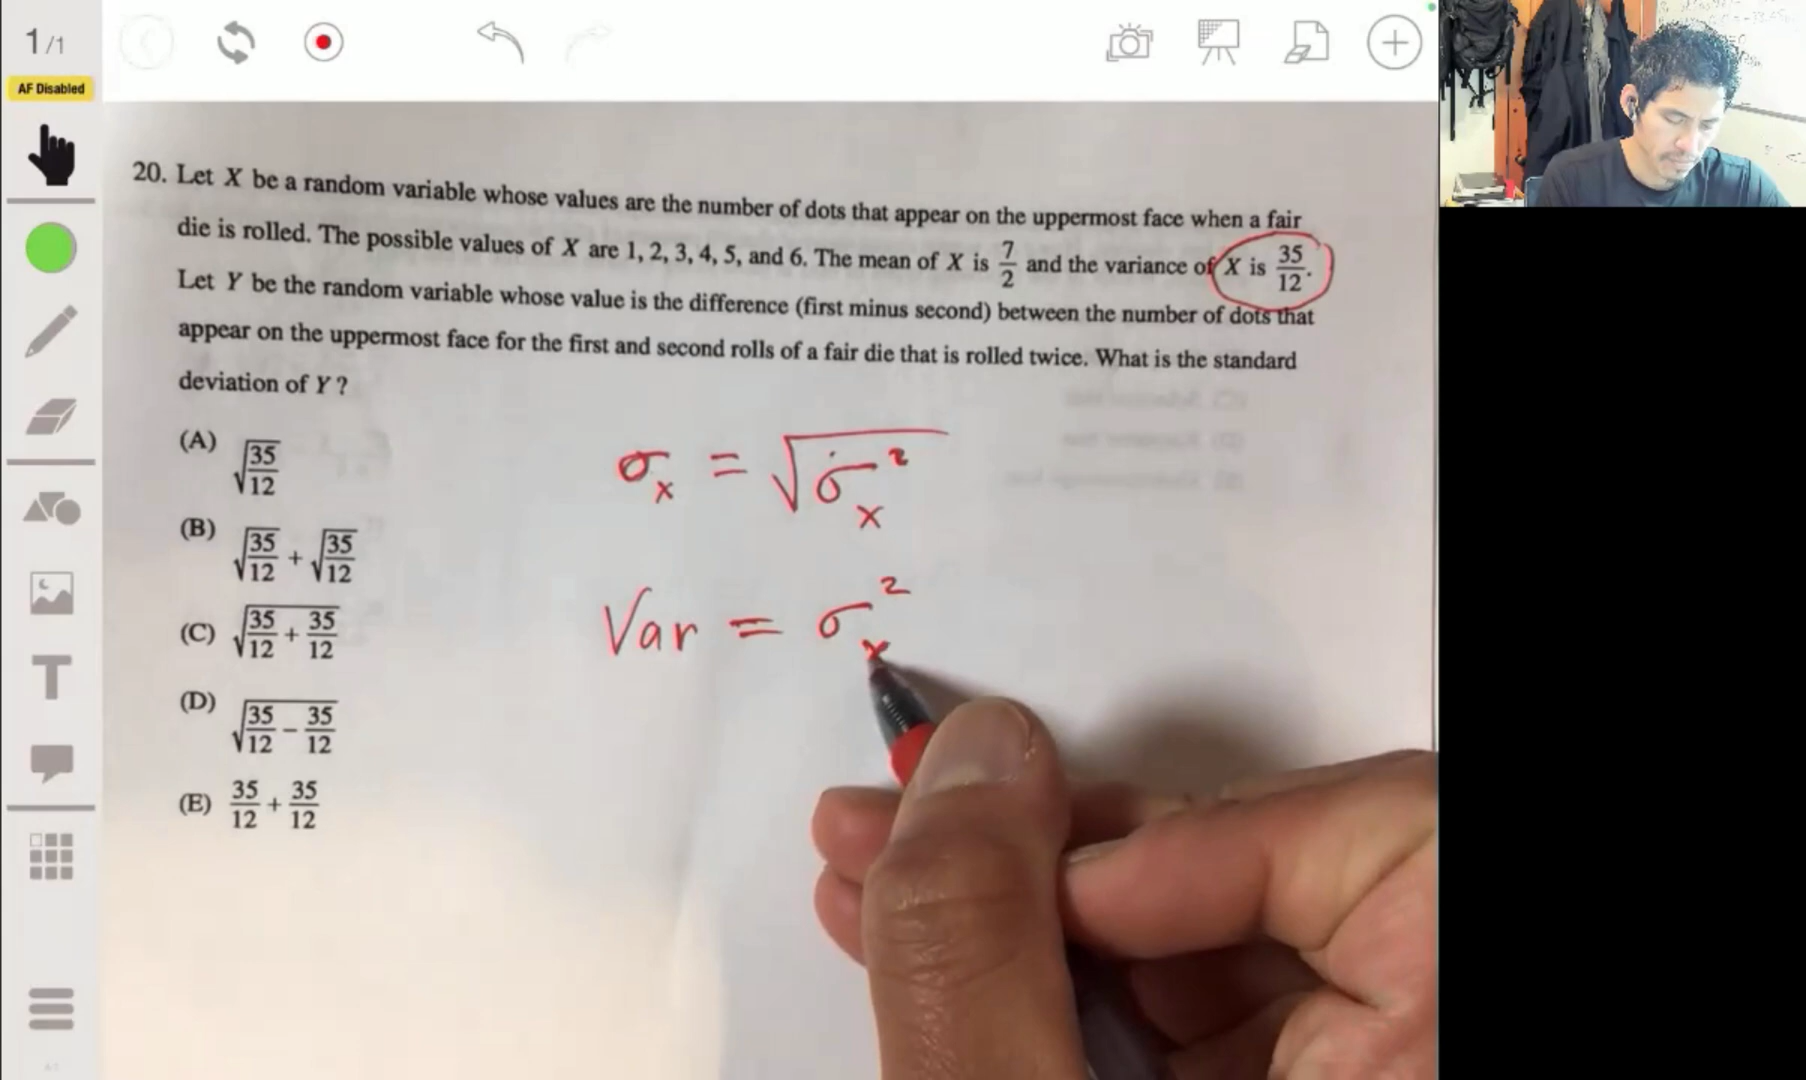 1/1
AF Disabled
20. Let X be a random variable whose values are the number of dots that appear on the uppermost face when a fair
die is rolled. The possible values of X are 1, 2, 3, 4, 5, and 6. The mean of X is 7/2 and the variance of X is 35/12.
Let Y be the random variable whose value is the difference (first minus second) between the number of dots that
appear on the uppermost face for the first and second rolls of a fair die that is rolled twice. What is the standard
deviation of Y?
(A) √(35/12)
(B) √(35/12) + √(35/12)
(C) √(35/12 + 35/12)
(D) √(35/12 − 35/12)
(E) 35/12 + 35/12
σₓ = √(σₓ²)
Var = σₓ²
T